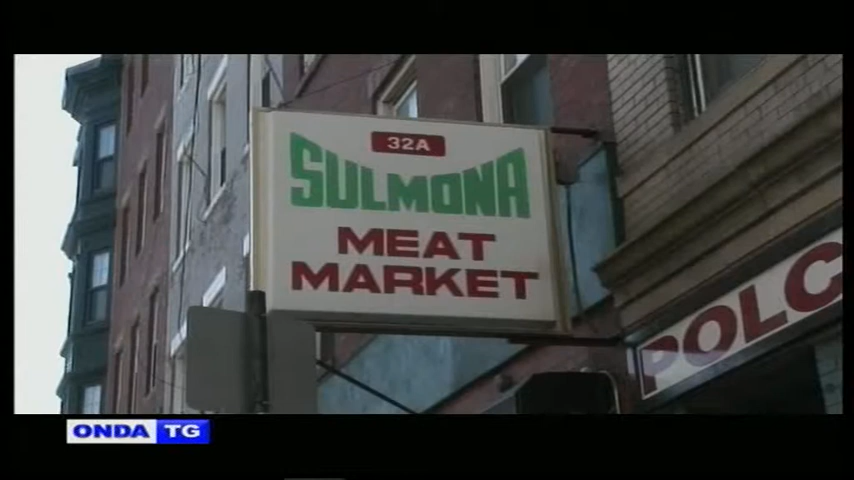 32A
SULMONA
MEAT
MARKET
POLC
ONDA TG